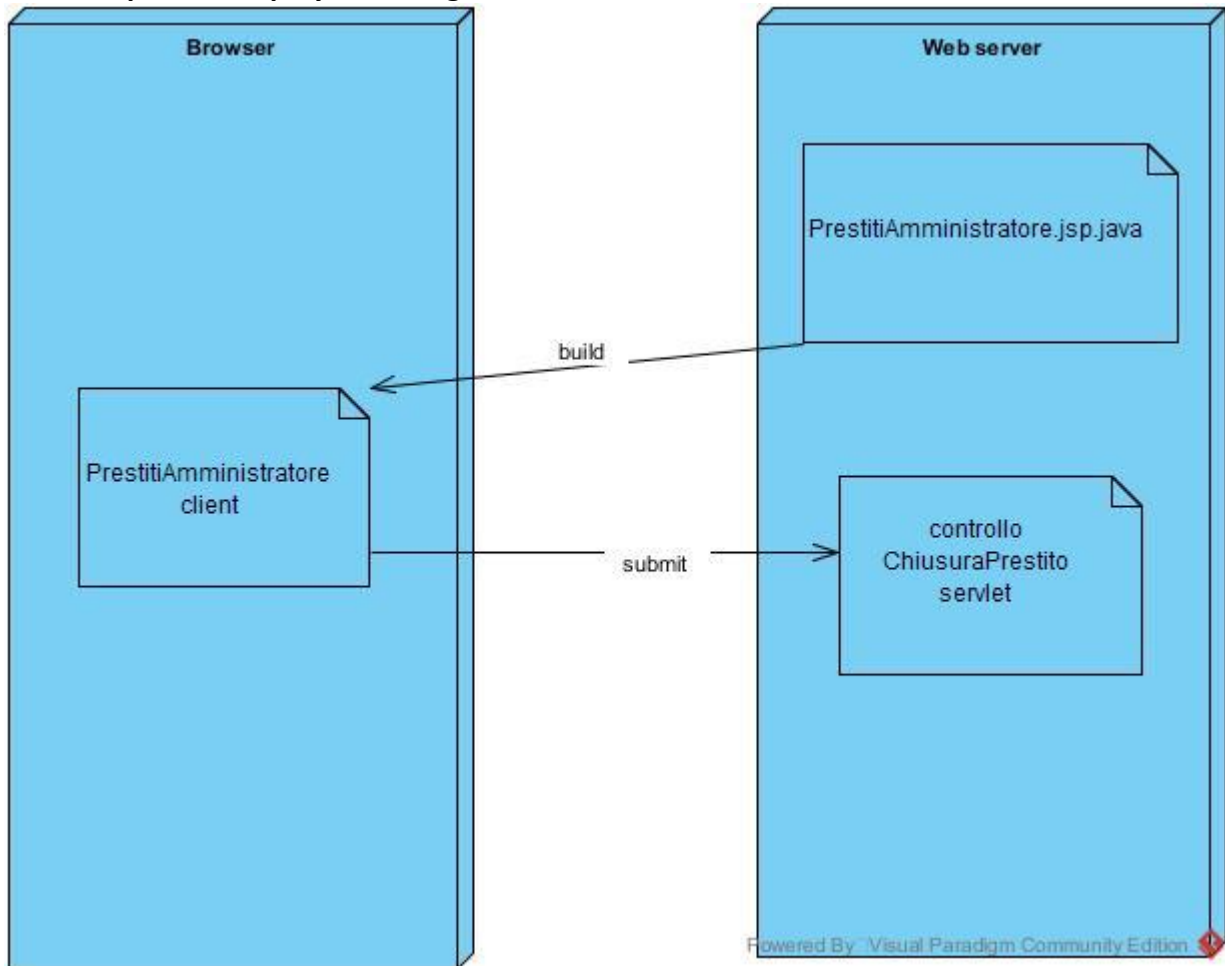 Browser
Web server
PrestitiAmministratore.jsp.java
build
PrestitiAmministratore
client
submit
controllo
ChiusuraPrestito
servlet
Powered By Visual Paradigm Community Edition